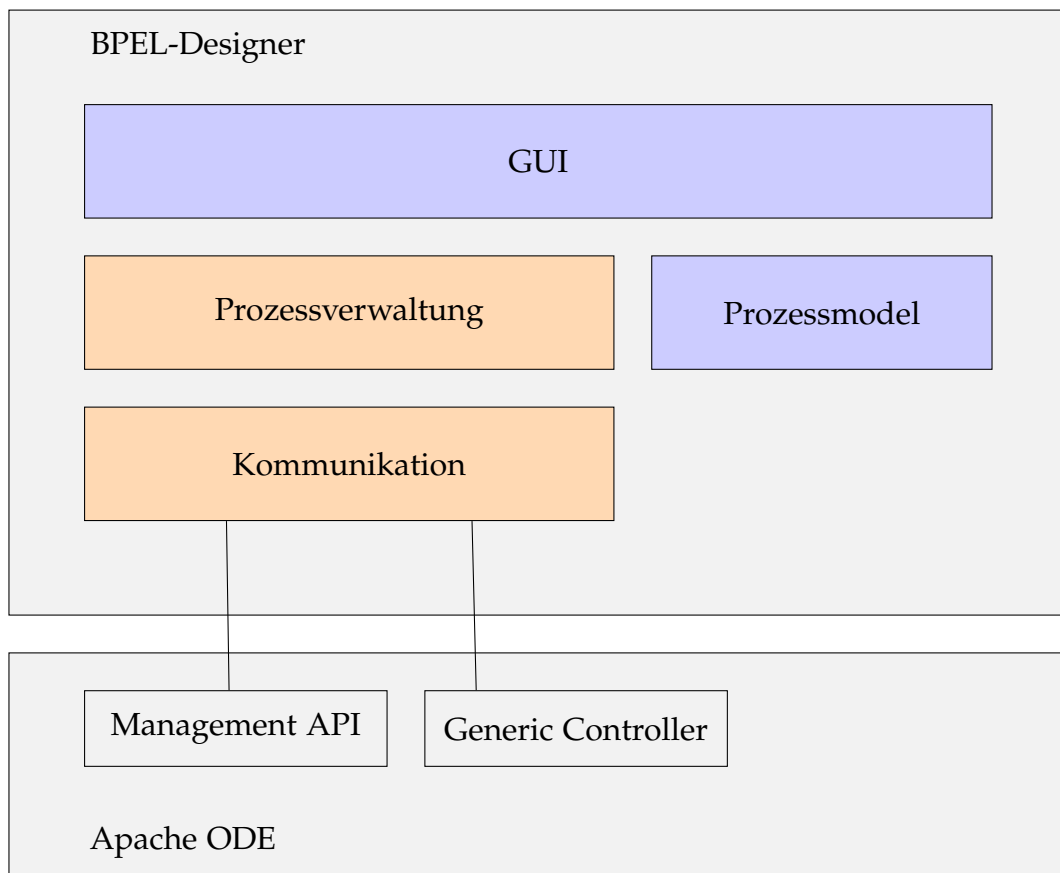 BPEL-Designer
GUI
Prozessverwaltung
Prozessmodel
Kommunikation
Management API
Generic Controller
Apache ODE